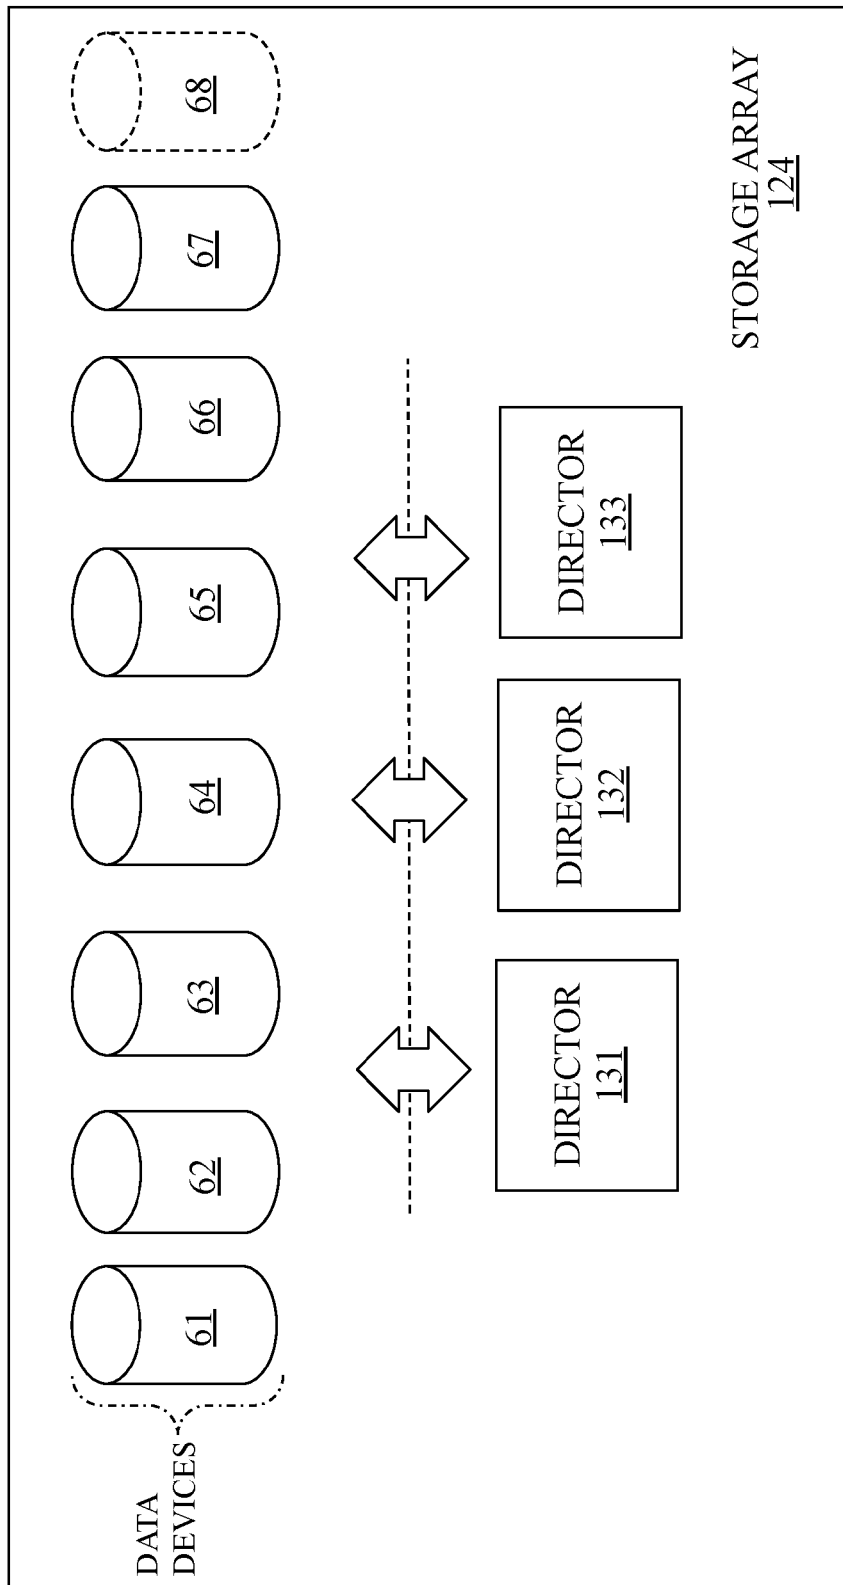 DATA
DEVICES
61
62
63
64
65
66
67
68
DIRECTOR
131
DIRECTOR
132
DIRECTOR
133
STORAGE ARRAY
124